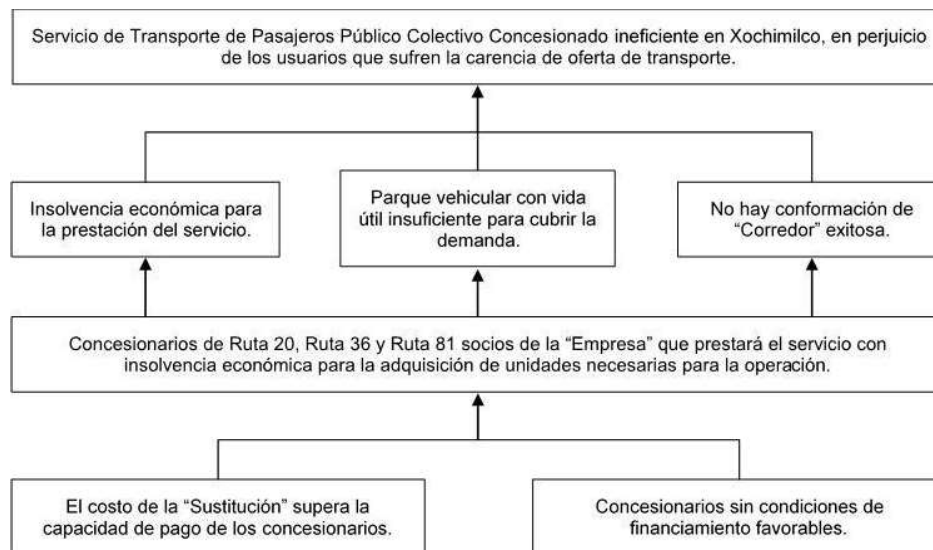 Servicio de Transporte de Pasajeros Público Colectivo Concesionado ineficiente en Xochimilco, en perjuicio
de los usuarios que sufren la carencia de oferta de transporte.
Insolvencia económica para
la prestación del servicio.
Parque vehicular con vida
útil insuficiente para cubrir la
demanda.
No hay conformación de
“Corredor” exitosa.
Concesionarios de Ruta 20, Ruta 36 y Ruta 81 socios de la “Empresa” que prestará el servicio con
insolvencia económica para la adquisición de unidades necesarias para la operación.
El costo de la “Sustitución” supera la
capacidad de pago de los concesionarios.
Concesionarios sin condiciones de
financiamiento favorables.